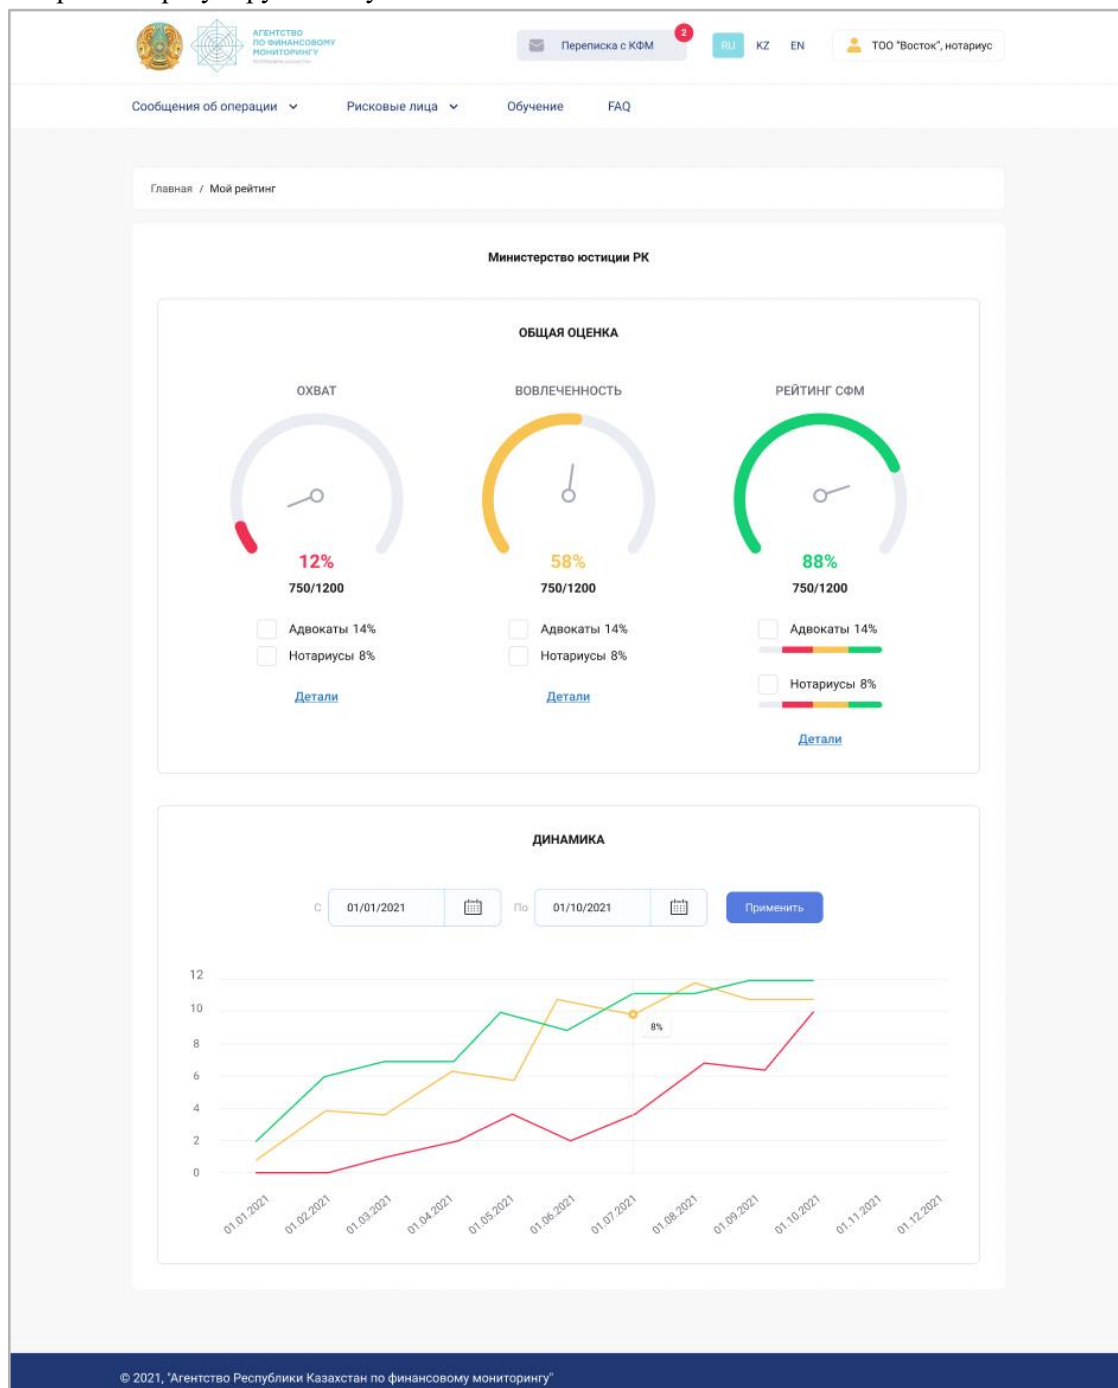 АГЕНТСТВО
ПО ФИНАНСОВОМУ
МОНИТОРИНГУ
Переписка с КФМ
2
RU KZ EN
ТОО "Восток", нотариус
Сообщения об операции Рисковые лица Обучение FAQ
Главная / Мой рейтинг
Министерство юстиции РК
ОБЩАЯ ОЦЕНКА
ОХВАТ ВОВЛЕЧЕННОСТЬ РЕЙТИНГ СФМ
12% 58% 88%
750/1200 750/1200 750/1200
Адвокаты 14% Адвокаты 14% Адвокаты 14%
Нотариусы 8% Нотариусы 8%
Нотариусы 8%
Детали Детали
Детали
ДИНАМИКА
С 01/01/2021 По 01/10/2021 Применить
12
10
8%
8
6
4
2
0
01.01.2021 01.02.2021 01.03.2021 01.04.2021 01.05.2021 01.06.2021 01.07.2021 01.08.2021 01.09.2021 01.10.2021 01.11.2021 01.12.2021
© 2021, "Агентство Республики Казахстан по финансовому мониторингу"